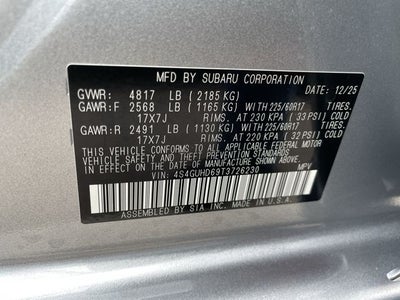 MFD BY SUBARU CORPORATION
GVWR: 4817 LB (2185 KG) DATE: 12/25
GAWR:F 2568 LB (1165 KG) WITH 225/60R17 TIRES.
17X7J RIMS. AT 230 KPA (33 PSI) COLD
GAWR:R 2491 LB (1130 KG) WITH 225/60R17 TIRES.
17X7J RIMS. AT 220 KPA (32 PSI) COLD
THIS VEHICLE CONFORMS TO ALL APPLICABLE FEDERAL MOTOR
VEHICLE SAFETY STANDARDS IN EFFECT ON THE DATE OF
MANUFACTURE SHOWN ABOVE.
VIN: 4S4GUHD69T3726230 MPV
ASSEMBLED BY SIA, INC. MADE IN U.S.A.